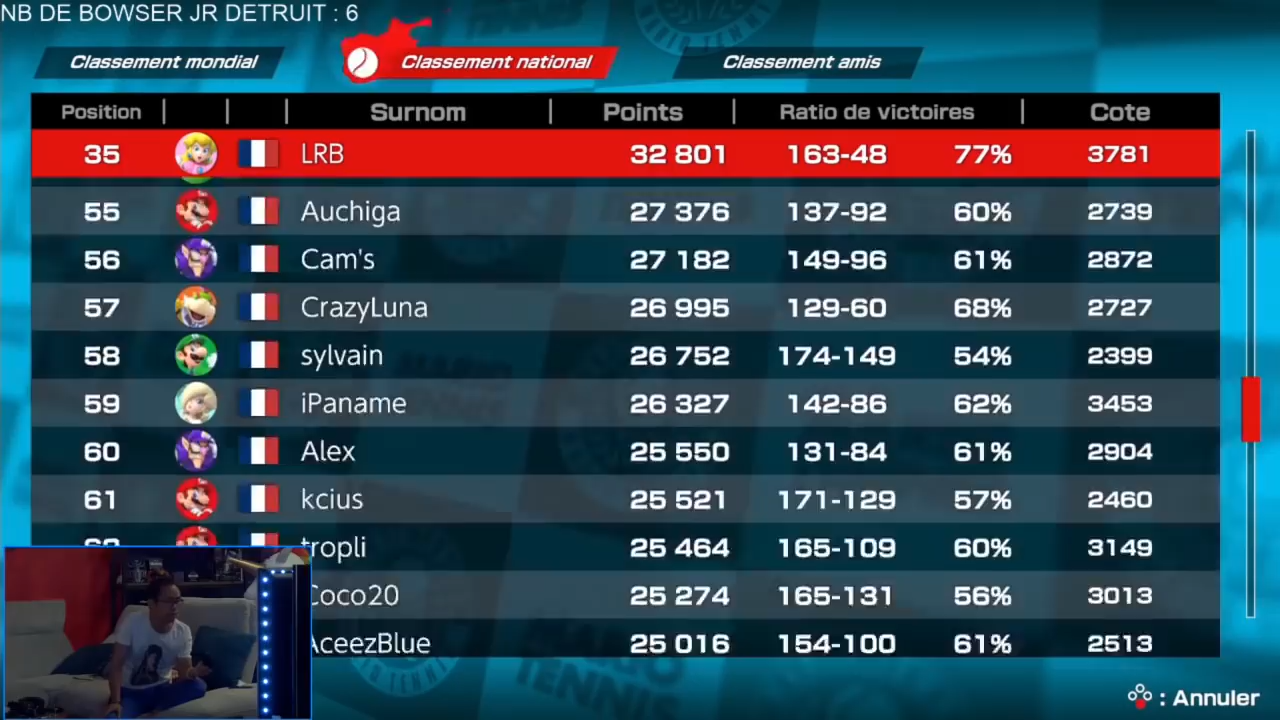 NB DE BOWSER JR DETRUIT : 6
Classement mondial Classement national Classement amis
Position Surnom Points Ratio de victoires Cote
35 LRB 32 801 163-48 77% 3781
55 Auchiga 27 376 137-92 60% 2739
56 Cam's 27 182 149-96 61% 2872
57 CrazyLuna 26 995 129-60 68% 2727
58 sylvain 26 752 174-149 54% 2399
59 iPaname 26 327 142-86 62% 3453
60 Alex 25 550 131-84 61% 2904
61 kcius 25 521 171-129 57% 2460
tropli 25 464 165-109 60% 3149
Coco20 25 274 165-131 56% 3013
AceezBlue 25 016 154-100 61% 2513
: Annuler